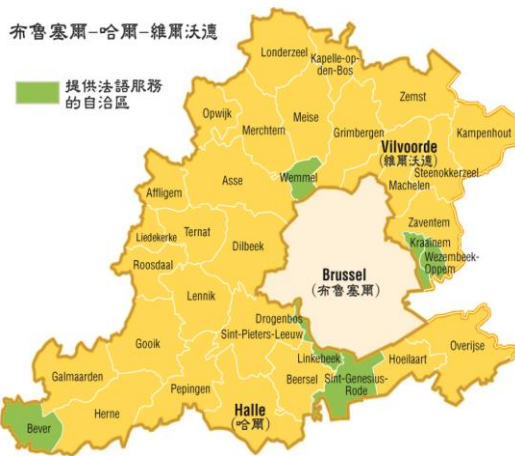 布魯塞爾–哈爾–維爾沃德
提供法語服務
的自治區
Londerzeel
Kapelle-op-
den-Bos
Zemst
Opwijk
Meise
Merchtem
Grimbergen
Kampenhout
Vilvoorde
(維爾沃德)
Steenokkerzeel
Machelen
Asse
Wemmel
Affligem
Zaventem
Kraainem
Wezembeek-
Oppem
Liedekerke
Ternat
Dilbeek
Roosdaal
Brussel
(布魯塞爾)
Lennik
Drogenbos
Sint-Pieters-Leeuw
Gooik
Linkebeek
Hoeilaart
Overijse
Galmaarden
Pepingen
Beersel
Sint-Genesius-
Rode
Herne
Halle
(哈爾)
Bever